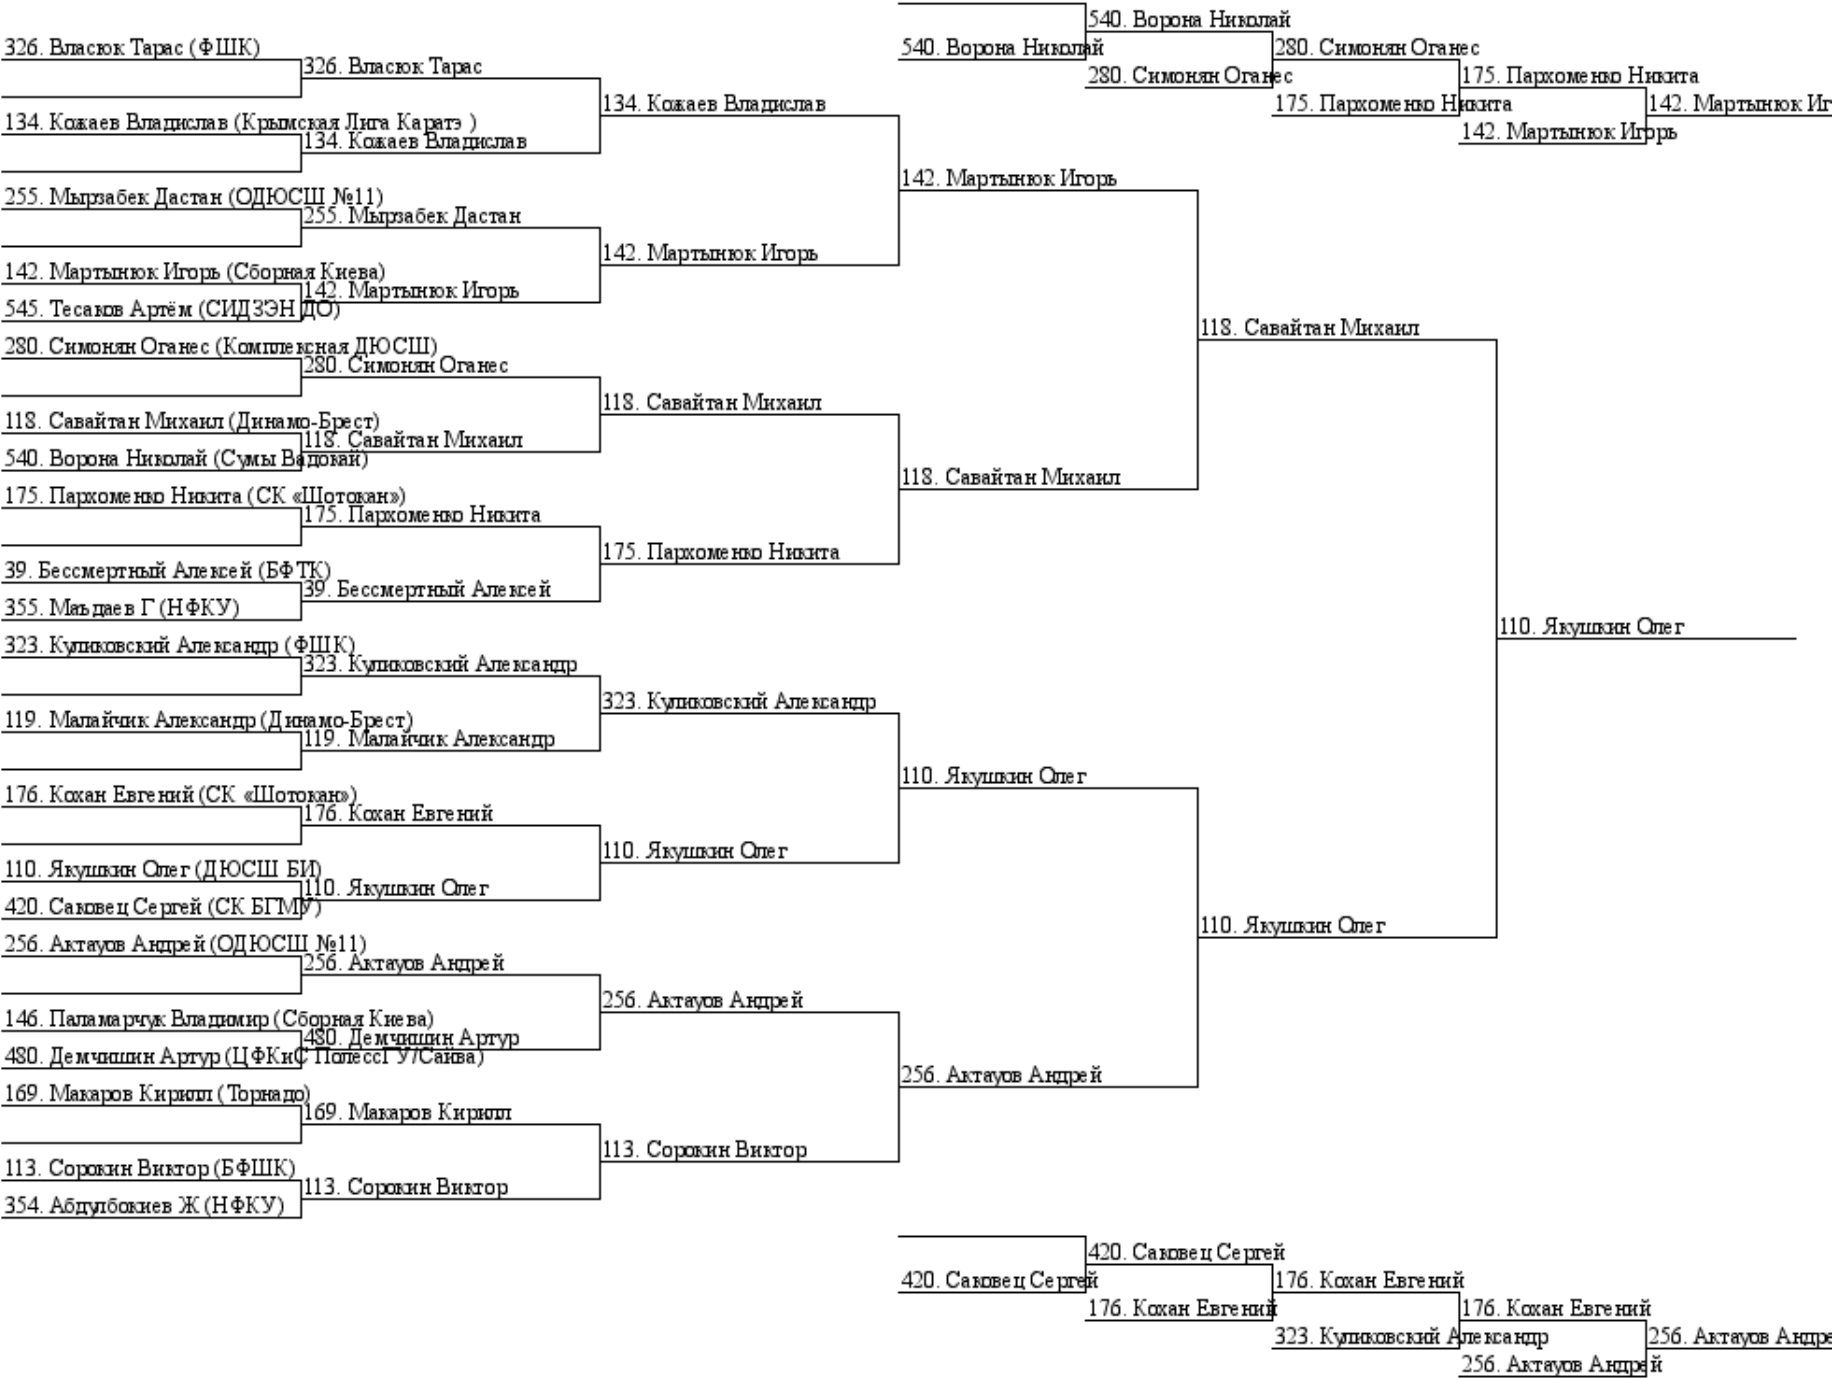 540. Ворона Николай
326. Власюк Тарас (ФШК)
540. Ворона Николай
280. Симонян Оганес
326. Власюк Тарас
280. Симонян Оганес
175. Пархоменко Никита
134. Кожаев Владислав
175. Пархоменко Никита
142. Мартынюк Иг
134. Кожаев Владислав (Крымская Лига Каратэ )
142. Мартынюк Игорь
134. Кожаев Владислав
142. Мартынюк Игорь
255. Мырзабек Дастан (ОДЮСШ №11)
255. Мырзабек Дастан
142. Мартынюк Игорь
142. Мартынюк Игорь (Сборная Киева)
142. Мартынюк Игорь
545. Тесаков Артём (СИДЗЭН ДО)
118. Савайтан Михаил
280. Симонян Оганес (Комплексная ДЮСШ)
280. Симонян Оганес
118. Савайтан Михаил
118. Савайтан Михаил (Динамо-Брест)
118. Савайтан Михаил
540. Ворона Николай (Сумы Вадокай)
118. Савайтан Михаил
175. Пархоменко Никита (СК «Шотокан»)
175. Пархоменко Никита
175. Пархоменко Никита
39. Бессмертный Алексей (БФТК)
39. Бессмертный Алексей
355. Маьдаев Г (НФКУ)
110. Якушкин Олег
323. Куликовский Александр (ФШК)
323. Куликовский Александр
323. Куликовский Александр
119. Малайчик Александр (Динамо-Брест)
119. Малайчик Александр
110. Якушкин Олег
176. Кохан Евгений (СК «Шотокан»)
176. Кохан Евгений
110. Якушкин Олег
110. Якушкин Олег (ДЮСШ БИ)
110. Якушкин Олег
420. Саковец Сергей (СК БГМУ)
110. Якушкин Олег
256. Актауов Андрей (ОДЮСШ №11)
256. Актауов Андрей
256. Актауов Андрей
146. Паламарчук Владимир (Сборная Киева)
480. Демчишин Артур
480. Демчишин Артур (ЦФКиС ПолессГУ/Сайва)
256. Актауов Андрей
169. Макаров Кирилл (Торнадо)
169. Макаров Кирилл
113. Сорокин Виктор
113. Сорокин Виктор (БФШК)
113. Сорокин Виктор
354. Абдулбокиев Ж (НФКУ)
420. Саковец Сергей
420. Саковец Сергей
176. Кохан Евгений
176. Кохан Евгений
176. Кохан Евгений
323. Куликовский Александр
256. Актауов Андре
256. Актауов Андрей